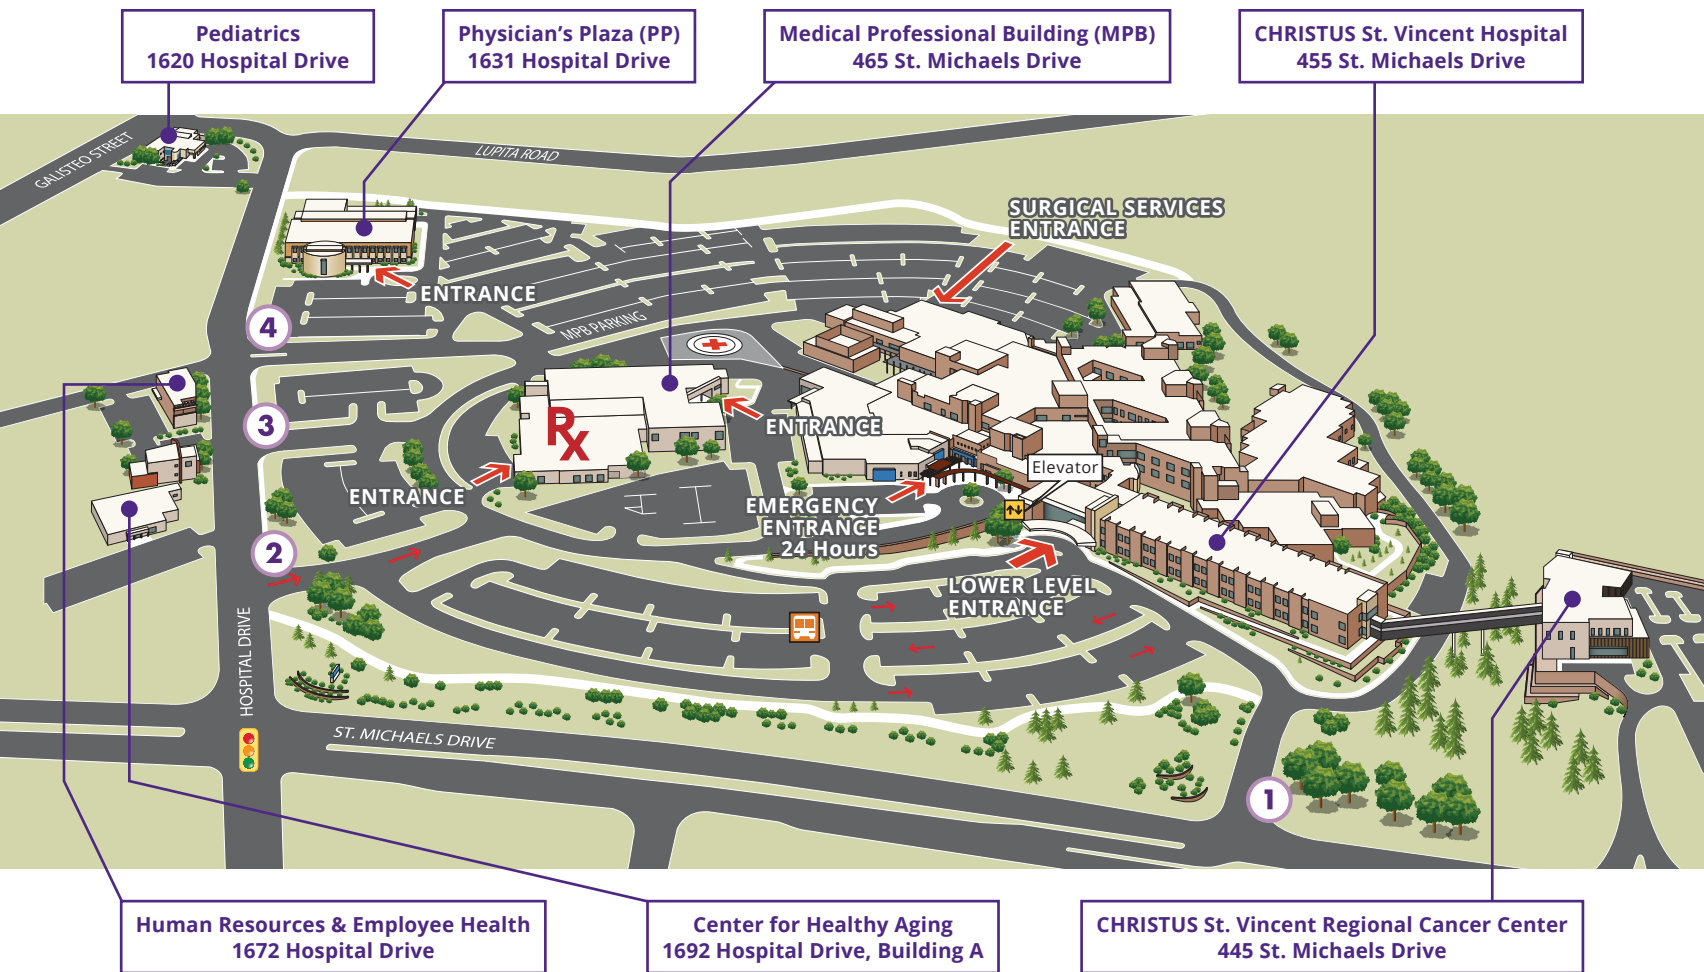 Pediatrics
1620 Hospital Drive
Physician's Plaza (PP)
1631 Hospital Drive
Medical Professional Building (MPB)
465 St. Michaels Drive
CHRISTUS St. Vincent Hospital
455 St. Michaels Drive
GALISTEO STREET
LUPITA ROAD
SURGICAL SERVICES
ENTRANCE
ENTRANCE
MPB PARKING
4
3
Rx
ENTRANCE
ENTRANCE
Elevator
EMERGENCY
ENTRANCE
24 Hours
2
LOWER LEVEL
ENTRANCE
HOSPITAL DRIVE
ST. MICHAELS DRIVE
1
Human Resources & Employee Health
1672 Hospital Drive
Center for Healthy Aging
1692 Hospital Drive, Building A
CHRISTUS St. Vincent Regional Cancer Center
445 St. Michaels Drive